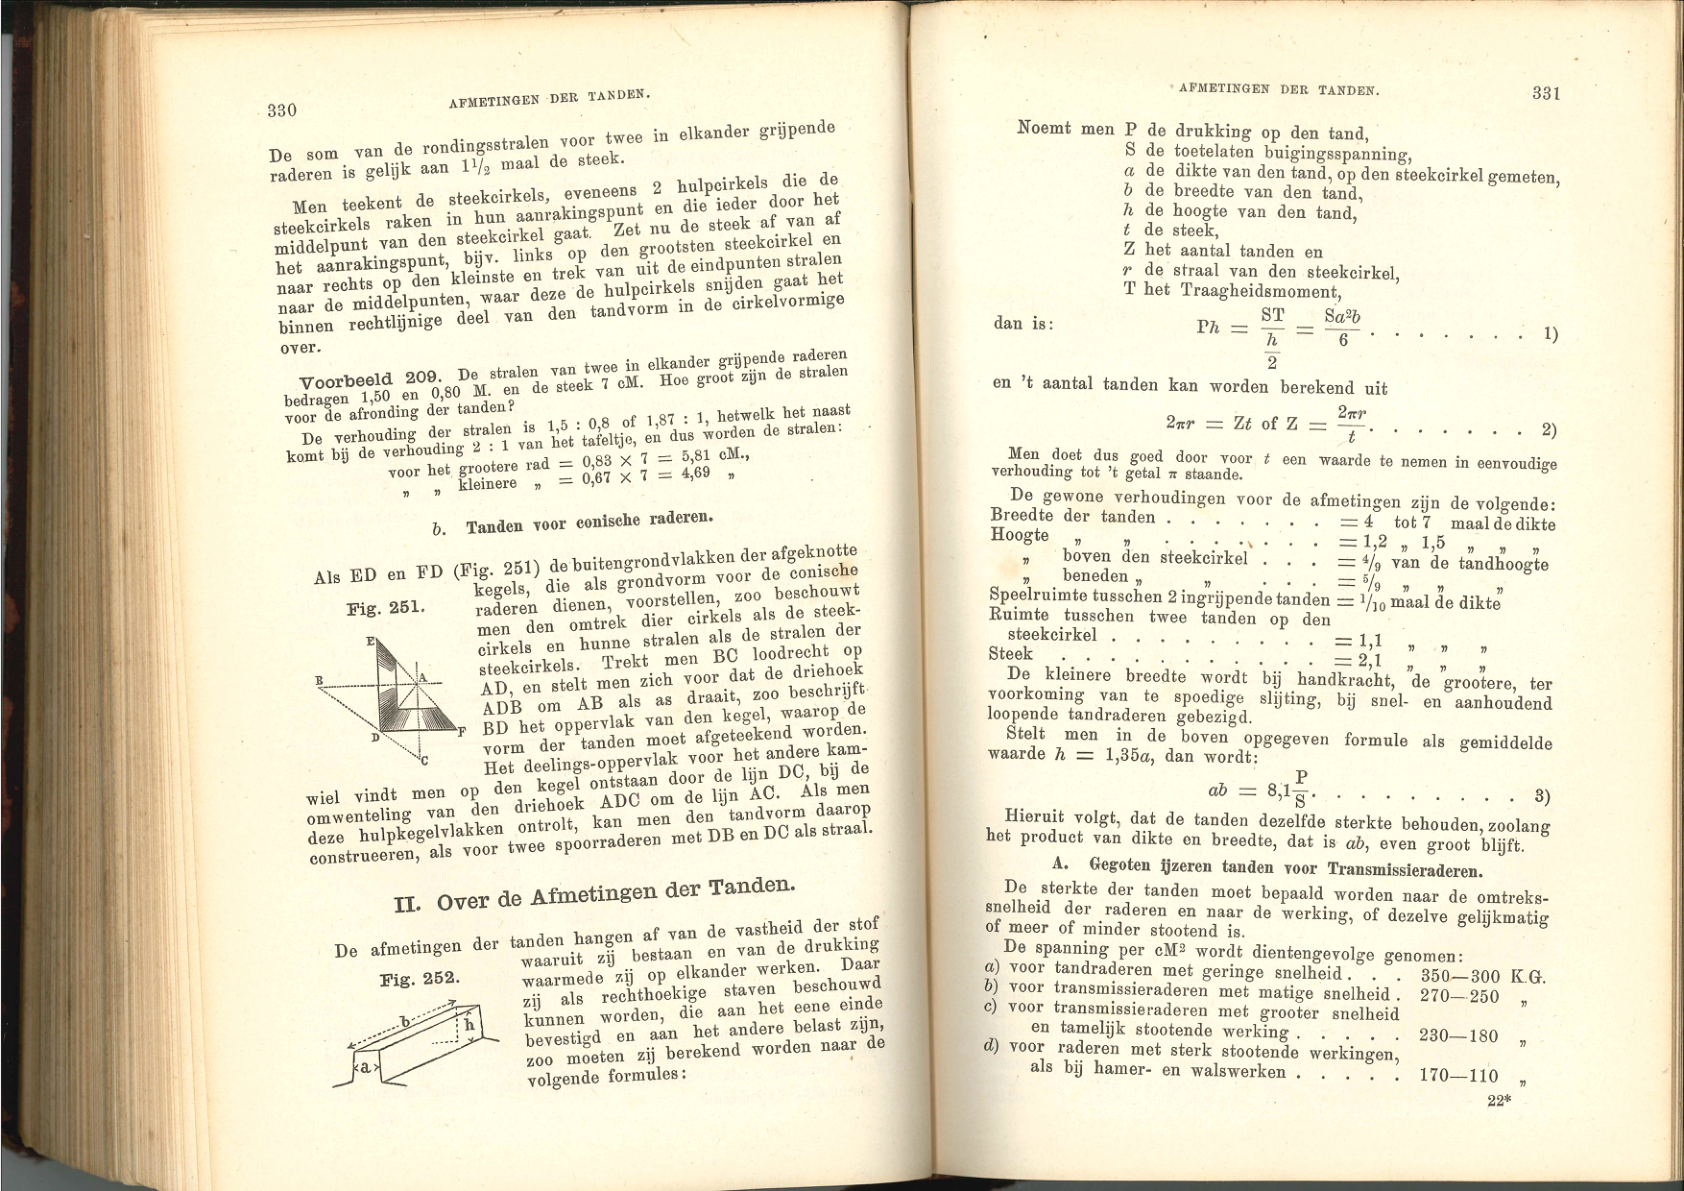 330
AFMETINGEN DER TANDEN.
De som van de rondingsstralen voor twee in elkander grijpende
raderen is gelijk aan 1 1/2 maal de steek.
Men teekent de steekcirkels, eveneens 2 hulpcirkels die de
steekcirkels raken in hun aanrakingspunt en die ieder door het
middelpunt van den steekcirkel gaat. Zet nu de steek af van af
het aanrakingspunt, bijv. links op den grootsten steekcirkel en
naar rechts op den kleinste en trek van uit de eindpunten stralen
naar de middelpunten, waar deze de hulpcirkels snijden gaat het
binnen rechtlijnige deel van den tandvorm in de cirkelvormige
over.
Voorbeeld 209. De stralen van twee in elkander grijpende raderen
bedragen 1,50 en 0,80 M. en de steek 7 cM. Hoe groot zijn de stralen
voor de afronding der tanden?
De verhouding der stralen is 1,5 : 0,8 of 1,87 : 1, hetwelk het naast
komt bij de verhouding 2 : 1 van het tafeltje, en dus worden de stralen:
voor het grootere rad = 0,83 × 7 = 5,81 cM.,
„ „ kleinere „ = 0,67 × 7 = 4,69 „
b. Tanden voor conische raderen.
Als ED en FD (Fig. 251) de buitengrondvlakken der afgeknotte
kegels, die als grondvorm voor de conische
Fig. 251.
raderen dienen, voorstellen, zoo beschouwt
men den omtrek dier cirkels als de steek-
cirkels en hunne stralen als de stralen der
steekcirkels. Trekt men BC loodrecht op
AD, en stelt men zich voor dat de driehoek
ADB om AB als as draait, zoo beschrijft
BD het oppervlak van den kegel, waarop de
vorm der tanden moet afgeteekend worden.
Het deelings-oppervlak voor het andere kam-
E
B
A
D
F
C
wiel vindt men op den kegel ontstaan door de lijn DC, bij de
omwenteling van den driehoek ADC om de lijn AC. Als men
deze hulpkegelvlakken ontrolt, kan men den tandvorm daarop
construeeren, als voor twee spoorraderen met DB en DC als straal.
II. Over de Afmetingen der Tanden.
De afmetingen der tanden hangen af van de vastheid der stof
waaruit zij bestaan en van de drukking
Fig. 252.
waarmede zij op elkander werken. Daar
zij als rechthoekige staven beschouwd
kunnen worden, die aan het eene einde
bevestigd en aan het andere belast zijn,
zoo moeten zij berekend worden naar de
volgende formules:
b
h
a
AFMETINGEN DER TANDEN.
331
Noemt men P de drukking op den tand,
S de toetelaten buigingsspanning,
a de dikte van den tand, op den steekcirkel gemeten,
b de breedte van den tand,
h de hoogte van den tand,
t de steek,
Z het aantal tanden en
r de straal van den steekcirkel,
T het Traagheidsmoment,
dan is: Ph = ST / (h/2) = Sa²b / 6 . . . . . . . 1)
en 't aantal tanden kan worden berekend uit
2πr = Zt of Z = 2πr / t . . . . . . . 2)
Men doet dus goed door voor t een waarde te nemen in eenvoudige
verhouding tot 't getal π staande.
De gewone verhoudingen voor de afmetingen zijn de volgende:
Breedte der tanden . . . . . . . = 4 tot 7 maal de dikte
Hoogte „ „ . . . . . . . = 1,2 „ 1,5 „ „ „
„ boven den steekcirkel . . . = 4/9 van de tandhoogte
„ beneden „ „ . . . = 5/9 „ „ „
Speelruimte tusschen 2 ingrijpende tanden = 1/10 maal de dikte
Ruimte tusschen twee tanden op den
steekcirkel . . . . . . . . . = 1,1 „ „ „
Steek . . . . . . . . . . . = 2,1 „ „ „
De kleinere breedte wordt bij handkracht, de grootere, ter
voorkoming van te spoedige slijting, bij snel- en aanhoudend
loopende tandraderen gebezigd.
Stelt men in de boven opgegeven formule als gemiddelde
waarde h = 1,35a, dan wordt:
ab = 8,1 P/S . . . . . . . . . 3)
Hieruit volgt, dat de tanden dezelfde sterkte behouden, zoolang
het product van dikte en breedte, dat is ab, even groot blijft.
A. Gegoten ijzeren tanden voor Transmissieraderen.
De sterkte der tanden moet bepaald worden naar de omtreks-
snelheid der raderen en naar de werking, of dezelve gelijkmatig
of meer of minder stootend is.
De spanning per cM² wordt dientengevolge genomen:
a) voor tandraderen met geringe snelheid . . . 350—300 K.G.
b) voor transmissieraderen met matige snelheid . 270—250 „
c) voor transmissieraderen met grooter snelheid
en tamelijk stootende werking . . . . . 230—180 „
d) voor raderen met sterk stootende werkingen,
als bij hamer- en walswerken . . . . . 170—110 „
22*